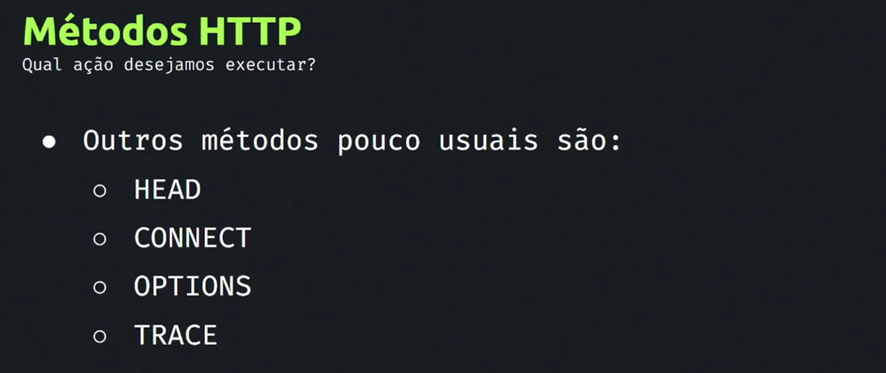 Métodos HTTP
Qual ação desejamos executar?
● Outros métodos pouco usuais são:
○ HEAD
○ CONNECT
○ OPTIONS
○ TRACE